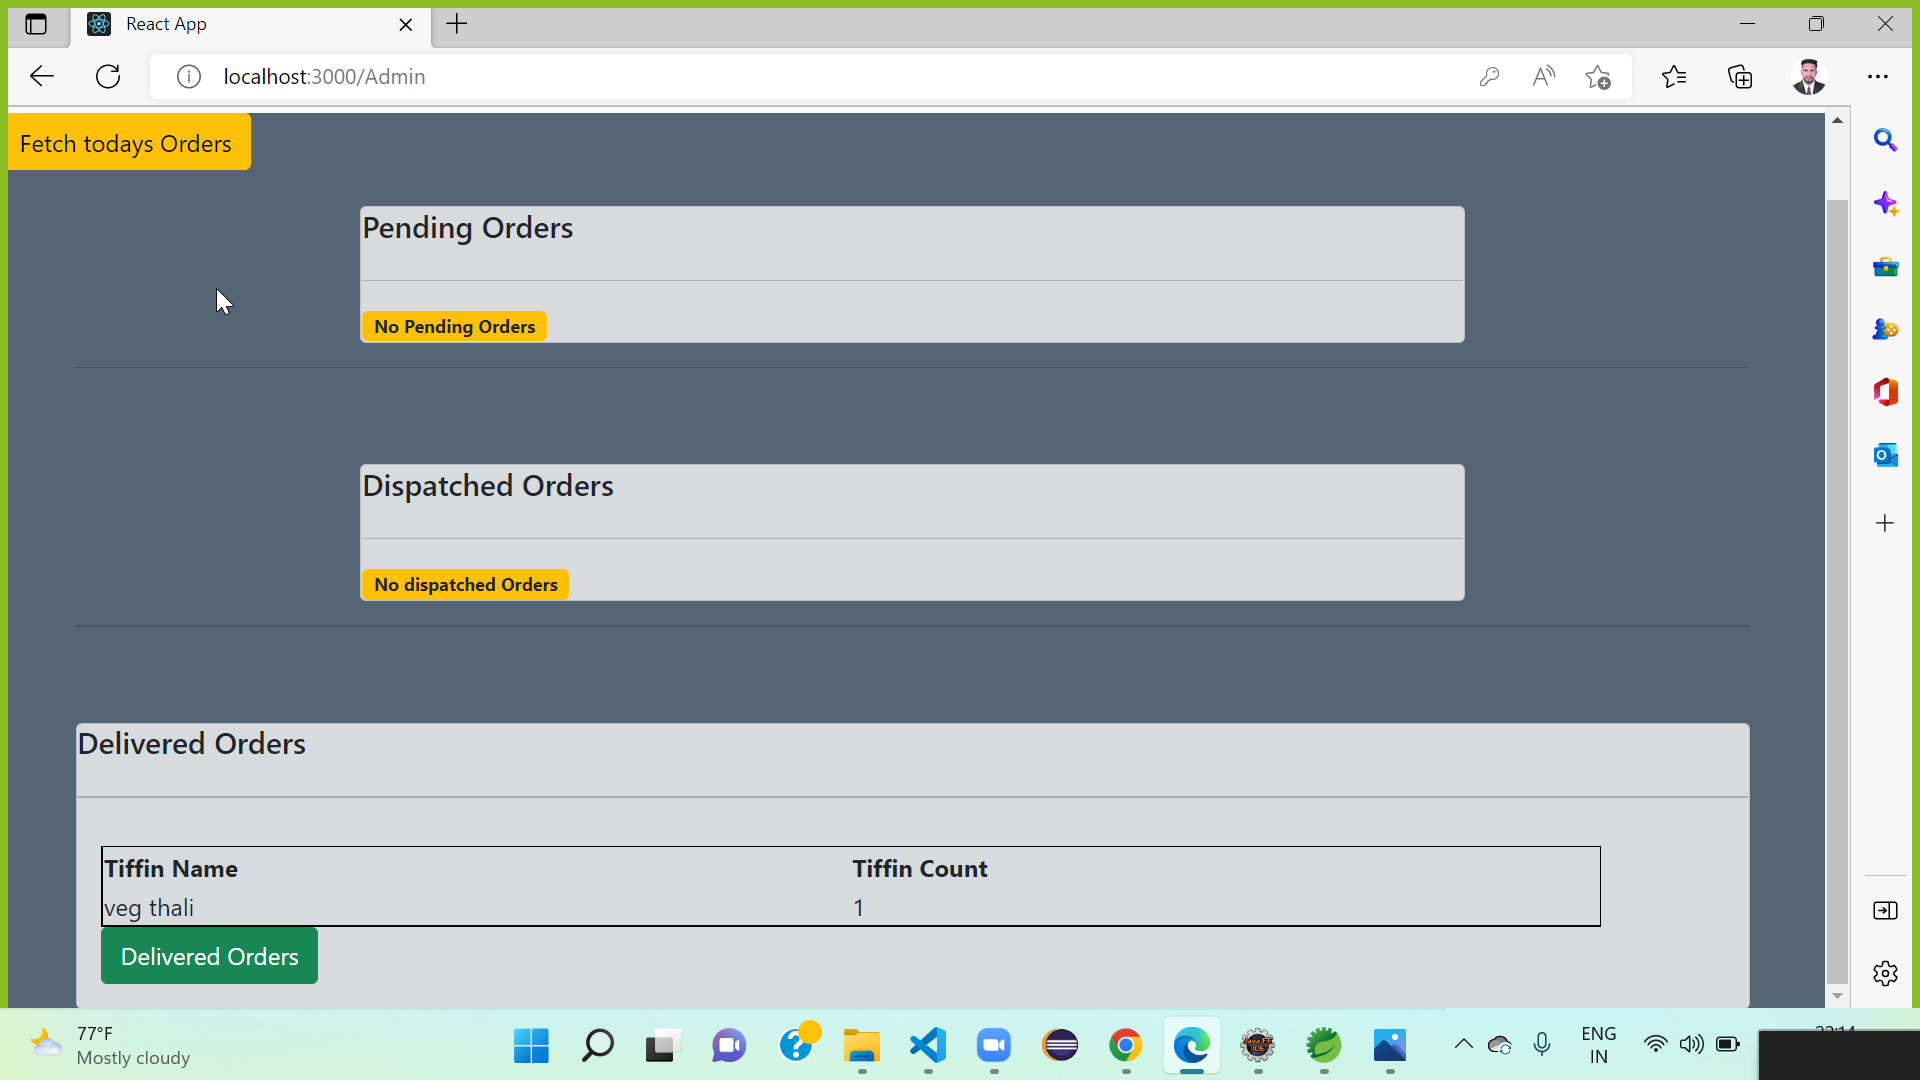 React App
localhost:3000/Admin
Fetch todays Orders
Pending Orders
No Pending Orders
Dispatched Orders
No dispatched Orders
Delivered Orders
Tiffin Name Tiffin Count
veg thali 1
Delivered Orders
77°F
Mostly cloudy
ENG
IN